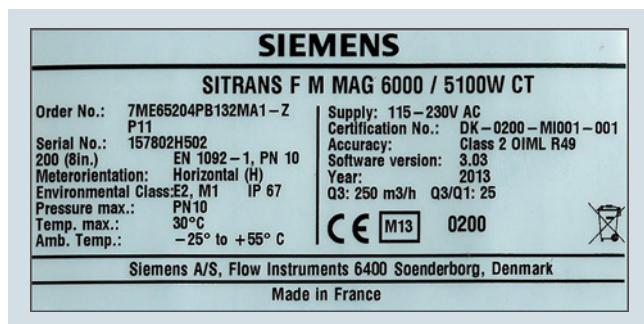 SIEMENS
SITRANS F M MAG 6000 / 5100W CT
Order No.: 7ME65204PB132MA1-Z
P11
Serial No.: 157802H502
200 (8in.) EN 1092-1, PN 10
Meterorientation: Horizontal (H)
Environmental Class:E2, M1 IP 67
Pressure max.: PN10
Temp. max.: 30°C
Amb. Temp.: -25° to +55° C
Supply: 115-230V AC
Certification No.: DK-0200-MI001-001
Accuracy: Class 2 OIML R49
Software version: 3.03
Year: 2013
Q3: 250 m3/h Q3/Q1: 25
CE M13 0200
Siemens A/S, Flow Instruments 6400 Soenderborg, Denmark
Made in France